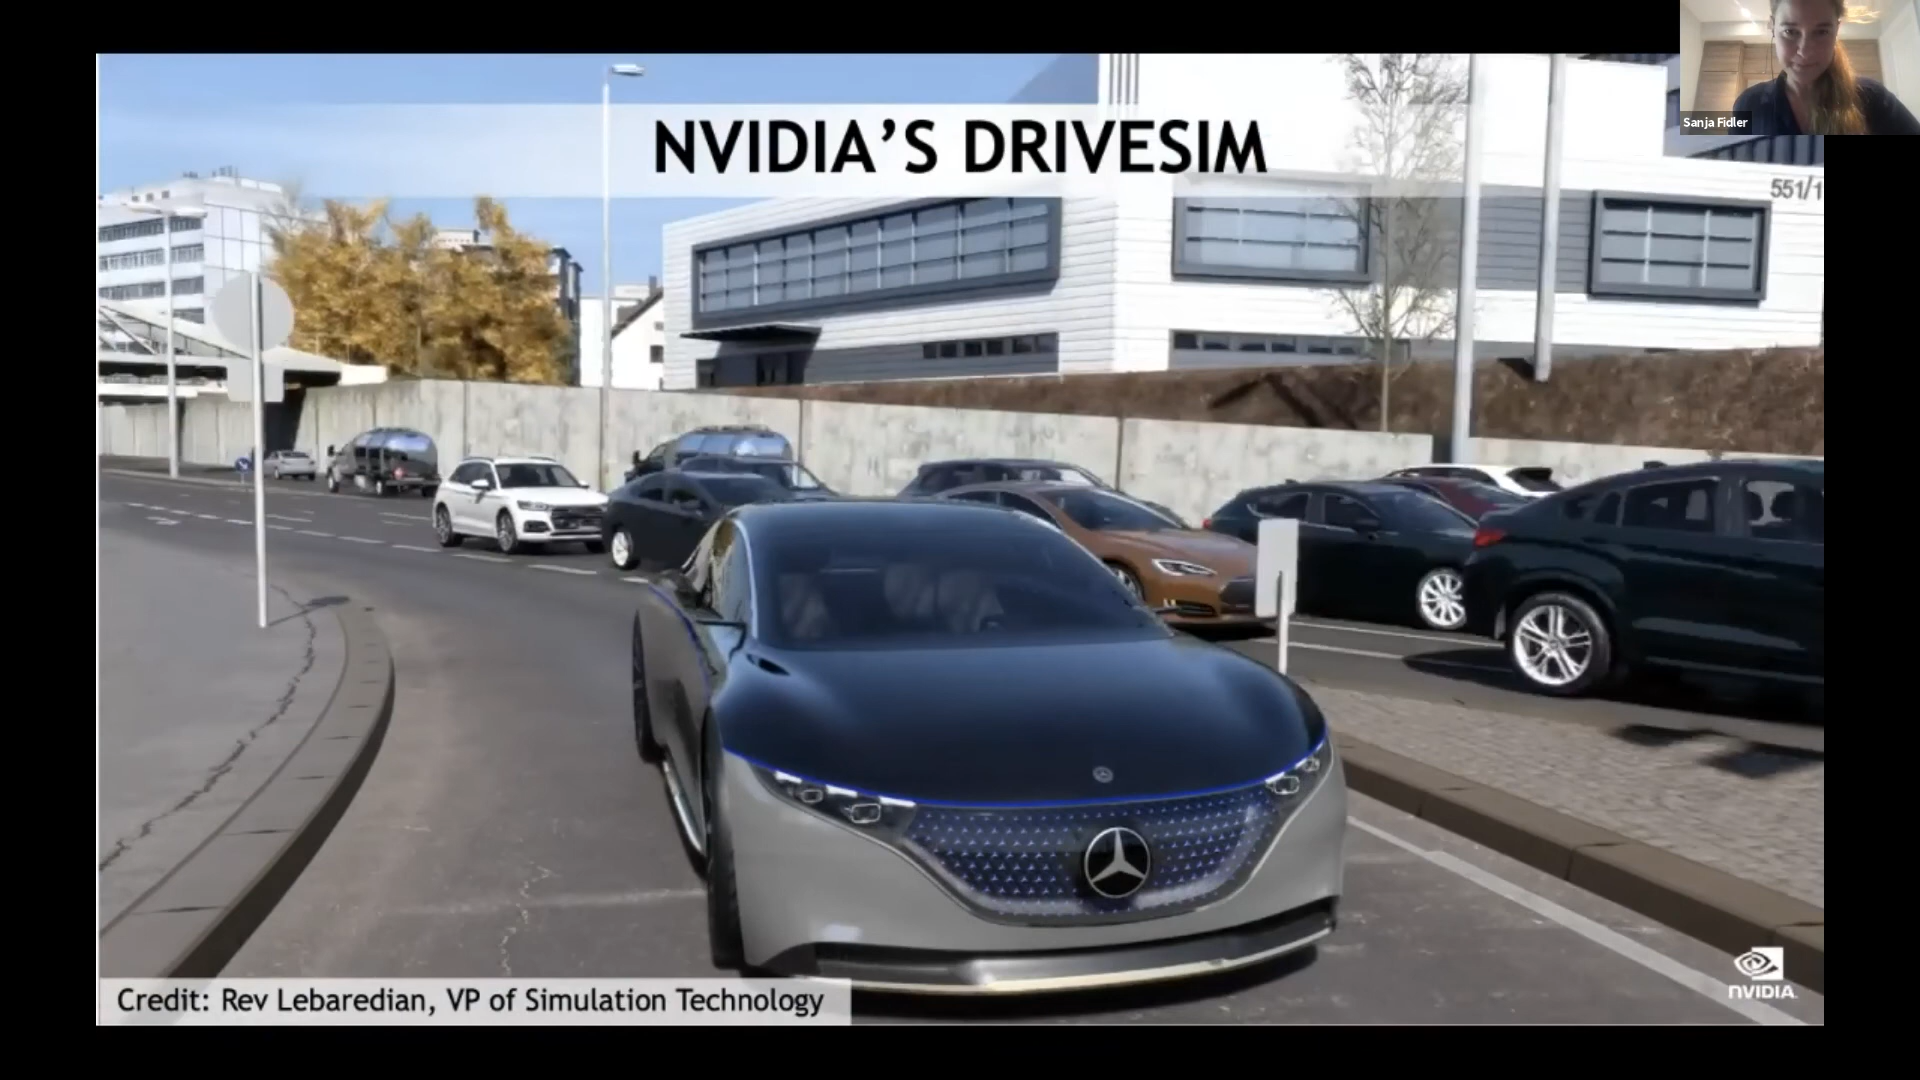 Sanja Fidler
NVIDIA'S DRIVESIM
551/1
Credit: Rev Lebaredian, VP of Simulation Technology
NVIDIA.